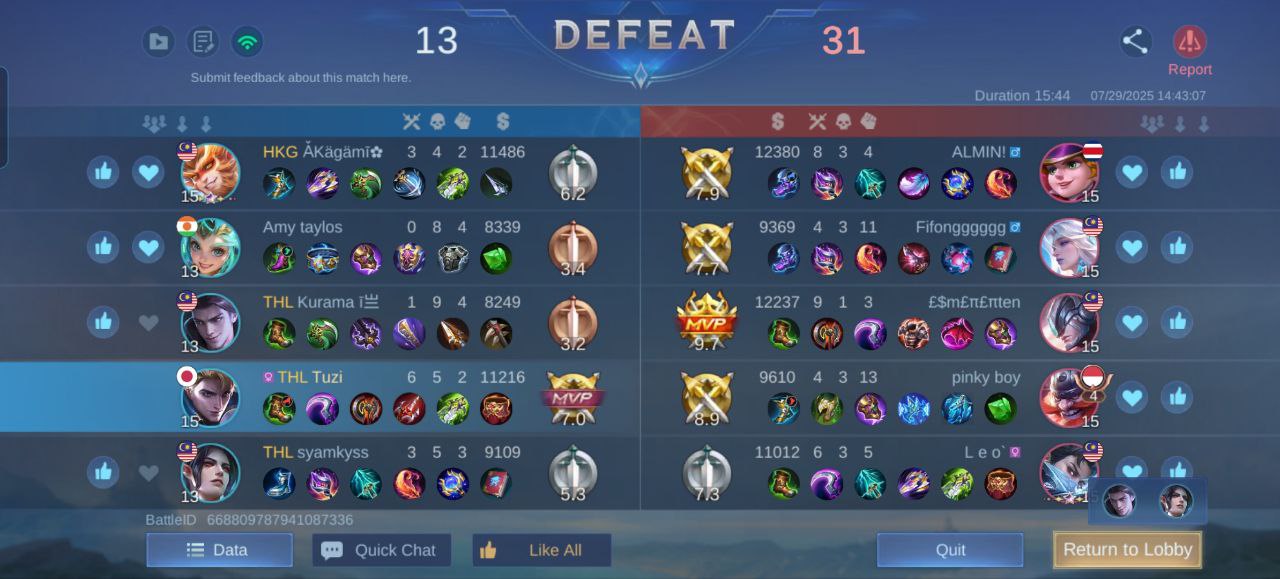 13 DEFEAT 31
Submit feedback about this match here.
Report
Duration 15:44 07/29/2025 14:43:07
HKG ǍKägämī✿ 3 4 2 11486
15
6.2
12380 8 3 4 ALMIN!
7.9
15
Amy taylos 0 8 4 8339
13
3.4
9369 4 3 11 Fifongggggg
7.7
15
THL Kurama ī亗 1 9 4 8249
13
3.2
12237 9 1 3 £$m£π£πten
MVP
9.7
15
THL Tuzi 6 5 2 11216
15
MVP
7.0
9610 4 3 13 pinky boy
8.9
4
15
THL syamkyss 3 5 3 9109
13
5.3
11012 6 3 5 L e o`
7.3
15
BattleID 668809787941087336
Data Quick Chat Like All Quit Return to Lobby